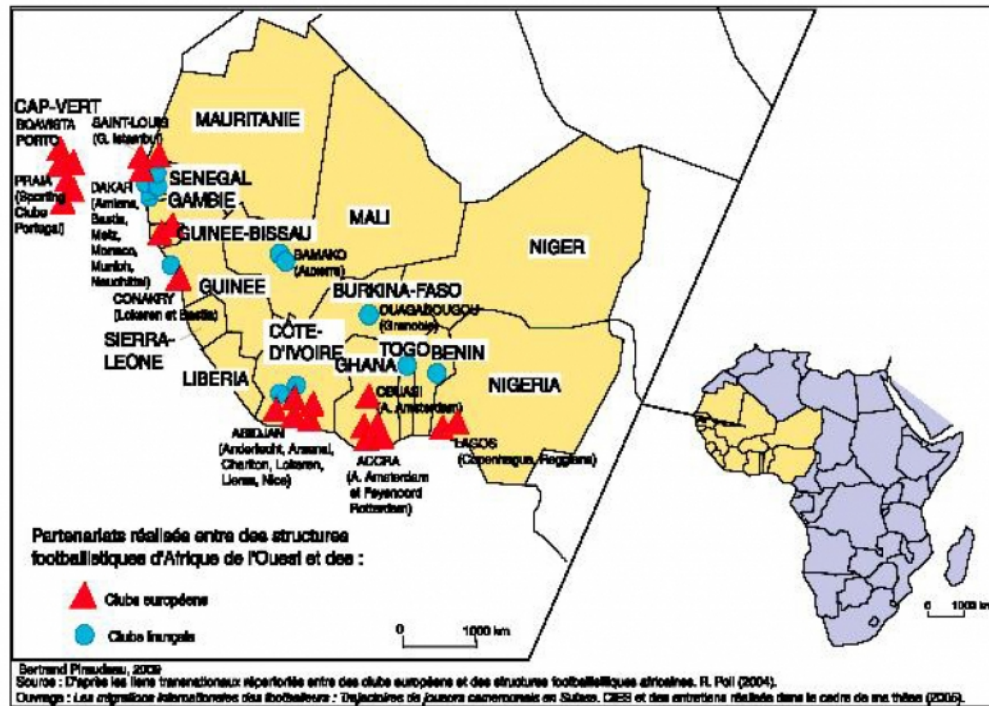 CAP-VERT
BOAVISTA
PORTO
PRAIA
(Sporting
Clube
Portugal)
SAINT-LOUIS
(G. Istanbul)
DAKAR
(Amiens,
Bastia,
Metz,
Monaco,
Munich,
Neuchâtel)
MAURITANIE
SENEGAL
GAMBIE
GUINEE-BISSAU
MALI
NIGER
BAMAKO
(Auxerre)
CONAKRY
(Lokeren et Bastia)
GUINEE
SIERRA-
LEONE
LIBERIA
CÔTE-
D'IVOIRE
BURKINA-FASO
OUAGADOUGOU
(Grenoble)
GHANA
TOGO
BENIN
NIGERIA
OBUASI
(A. Amsterdam)
ABIDJAN
(Anderlecht, Arsenal,
Charlton, Lokeren,
Lierse, Nice)
ACCRA
(A. Amsterdam
et Feyenoord
Rotterdam)
LAGOS
(Copenhague, Reggiana)
Partenariats réalisée entre des structures
footballistiques d'Afrique de l'Ouest et des :
Clubs européens
Clubs français
0 1000 km
0 1000 km
Bertrand Piraudeau, 2009
Source : D'après les liens transnationaux répertoriés entre des clubs européens et des structures footballistiques africaines. R. Poli (2004).
Ouvrage : Les migrations internationales des footballeurs : Trajectoires de joueurs camerounais en Suisse. CIES et des entretiens réalisés dans le cadre de ma thèse (2005).